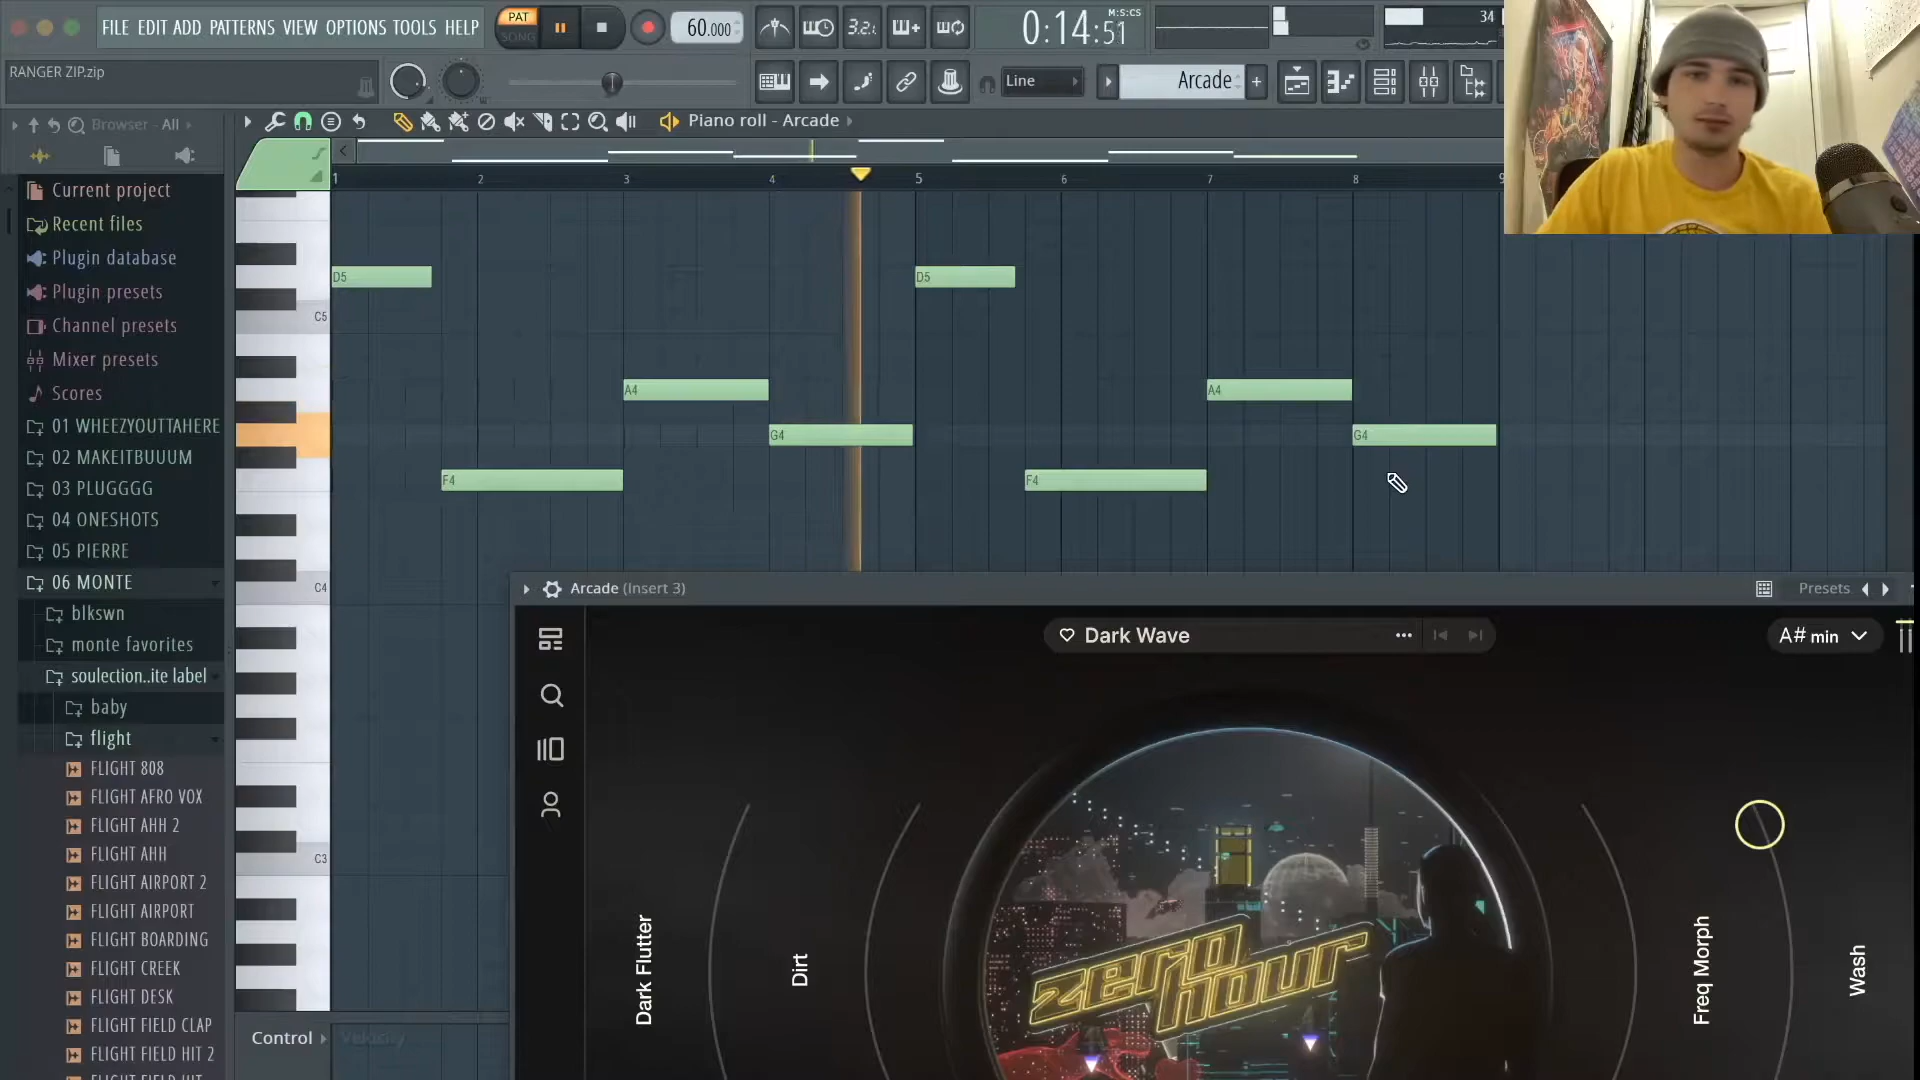 FILE EDIT ADD PATTERNS VIEW OPTIONS TOOLS HELP
PAT
SONG
60.000
3.2.
0:14:51
M:S:CS
34
RANGER ZIP.zip
Line
Arcade
Browser - All
Piano roll - Arcade
1 2 3 4 5 6 7 8 9
Current project
Recent files
Plugin database
Plugin presets
Channel presets
Mixer presets
Scores
01 WHEEZYOUTTAHERE
02 MAKEITBUUUM
03 PLUGGGG
04 ONESHOTS
05 PIERRE
06 MONTE
blkswn
monte favorites
soulection..ite label
baby
flight
FLIGHT 808
FLIGHT AFRO VOX
FLIGHT AHH 2
FLIGHT AHH
FLIGHT AIRPORT 2
FLIGHT AIRPORT
FLIGHT BOARDING
FLIGHT CREEK
FLIGHT DESK
FLIGHT FIELD CLAP
FLIGHT FIELD HIT 2
C5
C4
C3
D5
D5
A4
A4
G4
G4
F4
F4
Control
Velocity
Arcade (Insert 3)
Presets
Dark Wave
A# min
Dark Flutter
Dirt
zero
hour
Freq Morph
Wash